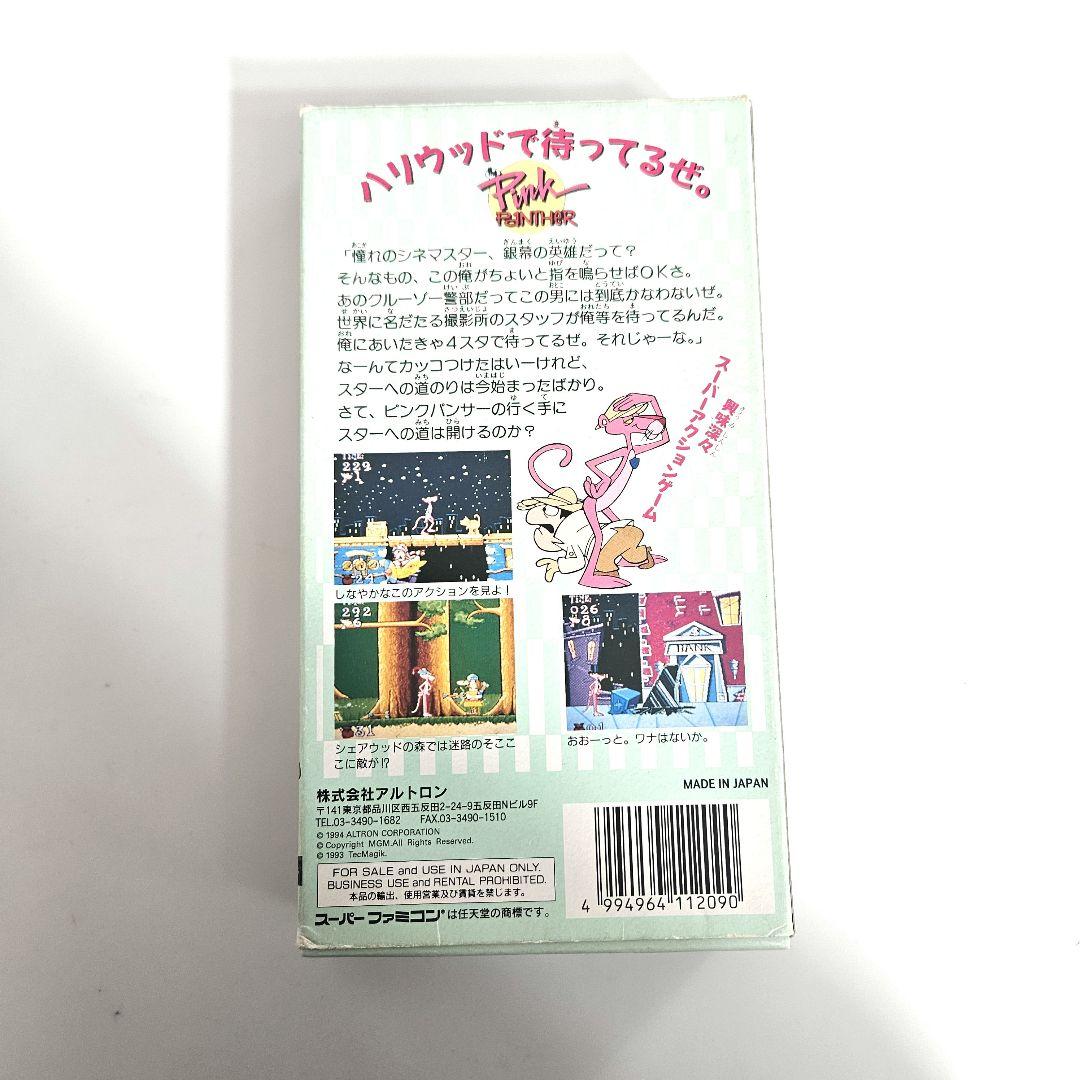 ハリウッドで待ってるぜ。
Pink
PANTHER
「憧れのシネマスター、銀幕の英雄だって？
そんなもの、この俺がちょいと指を鳴らせばOKさ。
あのクルーゾー警部だってこの男には到底かなわないぜ。
世界に名だたる撮影所のスタッフが俺等を待ってるんだ。
俺にあいたきゃ4スタで待ってるぜ。それじゃーな。」
なーんてカッコつけたはいーけれど、
スターへの道のりは今始まったばかり。
さて、ピンクパンサーの行く手に
スターへの道は開けるのか？
興味深々
スーパーアクションゲーム
TIME
229
1
24
しなやかなこのアクションを見よ！
292
6
31
シェアウッドの森では迷路のそここ
こに敵が!?
TIME
026
8
BANK
おおーっと。ワナはないか。
MADE IN JAPAN
株式会社アルトロン
〒141東京都品川区西五反田2-24-9五反田Nビル9F
TEL.03-3490-1682 FAX.03-3490-1510
© 1994 ALTRON CORPORATION
© Copyright MGM.All Rights Reserved.
© 1993 TecMagik.
FOR SALE and USE IN JAPAN ONLY.
BUSINESS USE and RENTAL PROHIBITED.
本品の輸出、使用営業及び賃貸を禁じます。
スーパーファミコンは任天堂の商標です。
4 994964 112090